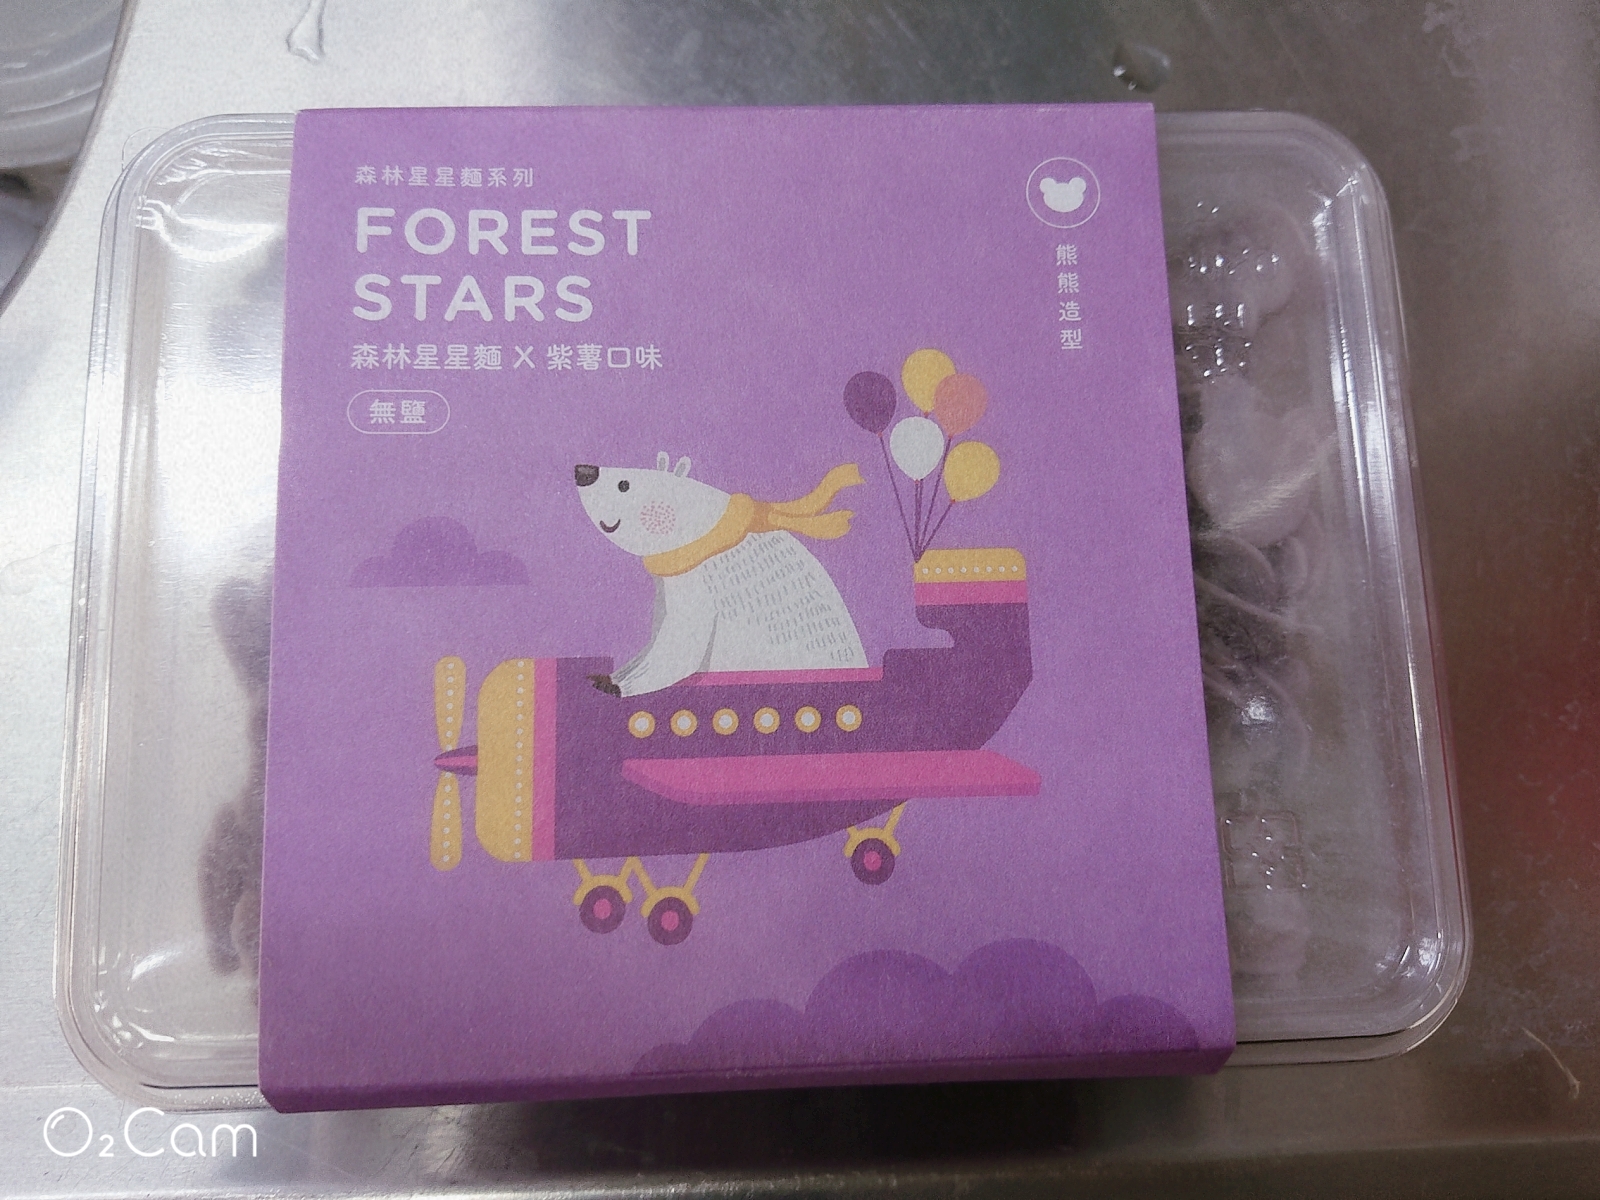 森林星星麵系列
FOREST
STARS
森林星星麵 X 紫薯口味
無鹽
熊熊造型
O2Cam